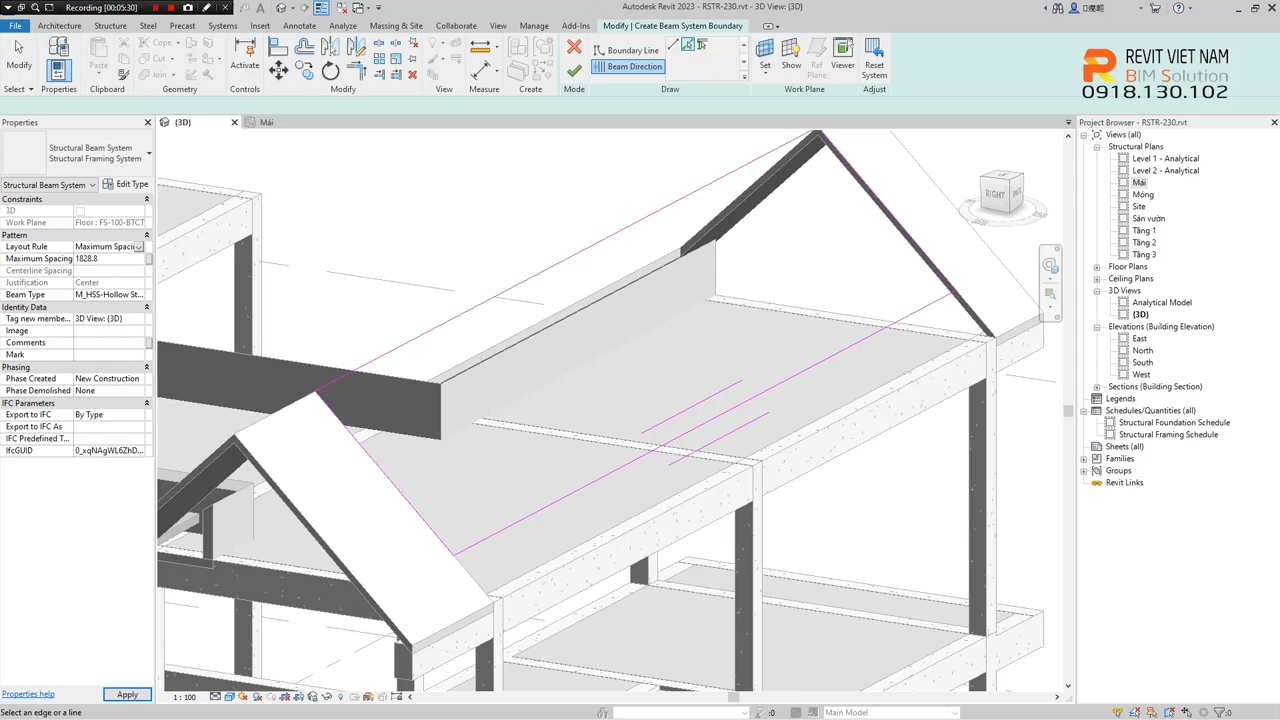 Recording [00:05:30]
Autodesk Revit 2023 - RSTR-230.rvt - 3D View: {3D}
File Architecture Structure Steel Precast Systems Insert Annotate Analyze Massing & Site Collaborate View Manage Add-Ins Modify | Create Beam System Boundary
Modify
Select
Properties
Paste
Clipboard
Cope
Cut
Join
Geometry
Activate
Controls
Modify
View
Measure
Create
Mode
Boundary Line
Beam Direction
Draw
Set
Show
Ref Plane
Viewer
Work Plane
Reset System
Adjust
REVIT VIET NAM
BIM Solution
0918.130.102
Properties
{3D}
Mái
Project Browser - RSTR-230.rvt
Structural Beam System
Structural Framing System
Structural Beam System
Edit Type
Constraints
3D
Work Plane Floor : FS-100-BTCT
Pattern
Layout Rule Maximum Spacin
Maximum Spacing 1828.8
Centerline Spacing
Justification Center
Beam Type M_HSS-Hollow St...
Identity Data
Tag new membe... 3D View: {3D}
Image
Comments
Mark
Phasing
Phase Created New Construction
Phase Demolished None
IFC Parameters
Export to IFC By Type
Export to IFC As
IFC Predefined T...
IfcGUID 0_xqNAgWL6ZhD...
Properties help
Apply
RIGHT
Views (all)
Structural Plans
Level 1 - Analytical
Level 2 - Analytical
Mái
Móng
Site
Sân vườn
Tầng 1
Tầng 2
Tầng 3
Floor Plans
Ceiling Plans
3D Views
Analytical Model
{3D}
Elevations (Building Elevation)
East
North
South
West
Sections (Building Section)
Legends
Schedules/Quantities (all)
Structural Foundation Schedule
Structural Framing Schedule
Sheets (all)
Families
Groups
Revit Links
1 : 100
Select an edge or a line
:0
Main Model
:0